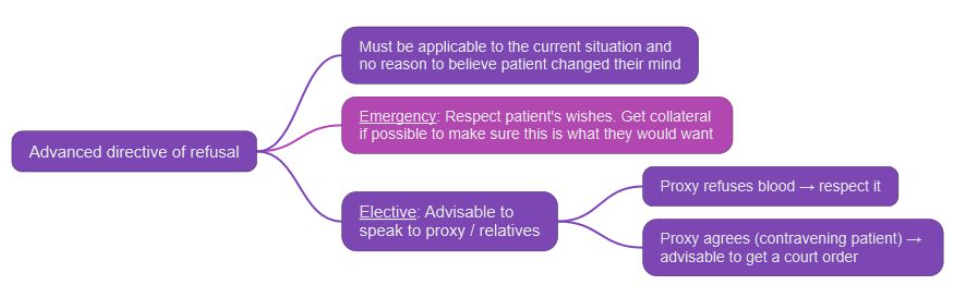 Must be applicable to the current situation and
no reason to believe patient changed their mind
Emergency: Respect patient's wishes. Get collateral
if possible to make sure this is what they would want
Advanced directive of refusal
Elective: Advisable to
speak to proxy / relatives
Proxy refuses blood → respect it
Proxy agrees (contravening patient) →
advisable to get a court order